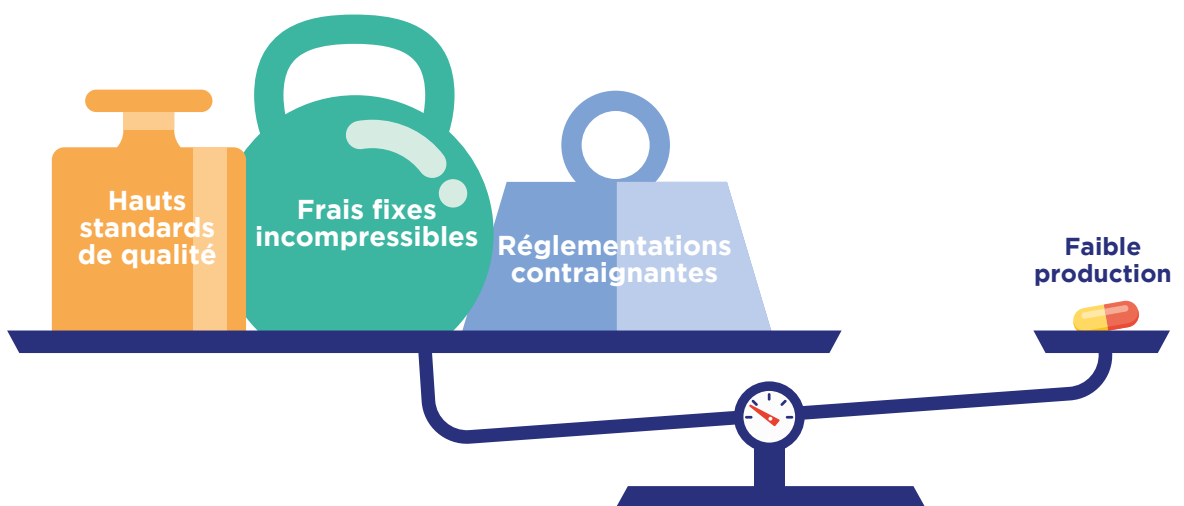 Hauts
standards
de qualité
Frais fixes
incompressibles
Réglementations
contraignantes
Faible
production